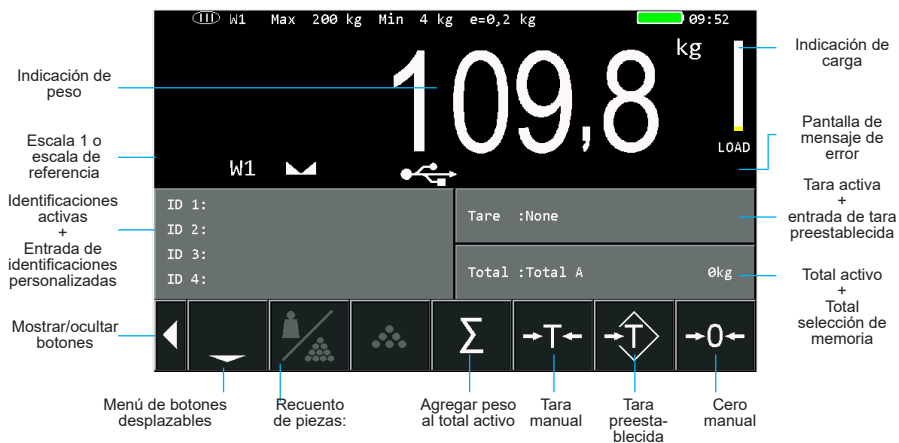 III W1 Max 200 kg Min 4 kg e=0,2 kg 09:52
109,8 kg
LOAD
W1
ID 1:
ID 2:
ID 3:
ID 4:
Tare :None
Total :Total A 0kg
Σ
→T←
→T←
→0←
Indicación de
peso
Escala 1 o
escala de
referencia
Identificaciones
activas
+
Entrada de
identificaciones
personalizadas
Mostrar/ocultar
botones
Indicación de
carga
Pantalla de
mensaje de
error
Tara activa
+
entrada de tara
preestablecida
Total activo
+
Total
selección de
memoria
Menú de botones
desplazables
Recuento
de piezas:
Agregar peso
al total activo
Tara
manual
Tara
preesta-
blecida
Cero
manual